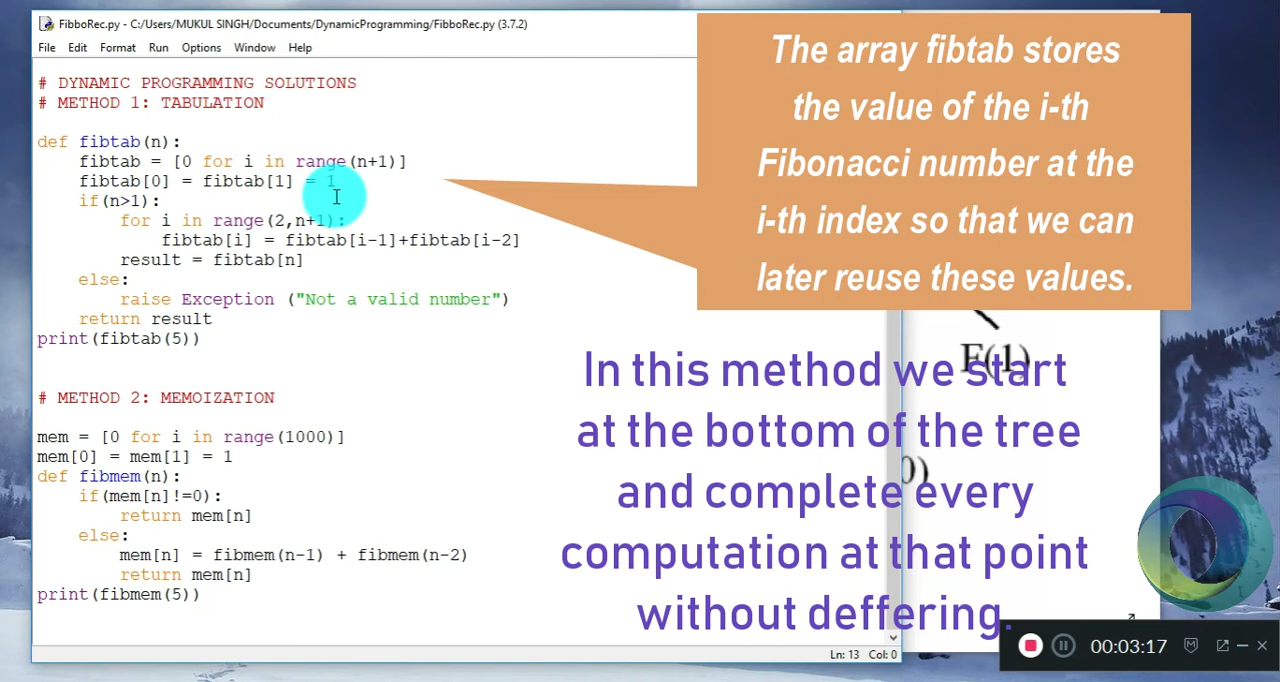 FibboRec.py - C:/Users/MUKUL SINGH/Documents/DynamicProgramming/FibboRec.py (3.7.2)
File Edit Format Run Options Window Help
# DYNAMIC PROGRAMMING SOLUTIONS
# METHOD 1: TABULATION
def fibtab(n):
    fibtab = [0 for i in range(n+1)]
    fibtab[0] = fibtab[1] = 1
    if(n>1):
        for i in range(2,n+1):
            fibtab[i] = fibtab[i-1]+fibtab[i-2]
        result = fibtab[n]
    else:
        raise Exception ("Not a valid number")
    return result
print(fibtab(5))
# METHOD 2: MEMOIZATION
mem = [0 for i in range(1000)]
mem[0] = mem[1] = 1
def fibmem(n):
    if(mem[n]!=0):
        return mem[n]
    else:
        mem[n] = fibmem(n-1) + fibmem(n-2)
        return mem[n]
print(fibmem(5))
The array fibtab stores
the value of the i-th
Fibonacci number at the
i-th index so that we can
later reuse these values.
F(1)
In this method we start
at the bottom of the tree
and complete every
computation at that point
without deffering.
0)
Ln: 13 Col: 0
00:03:17